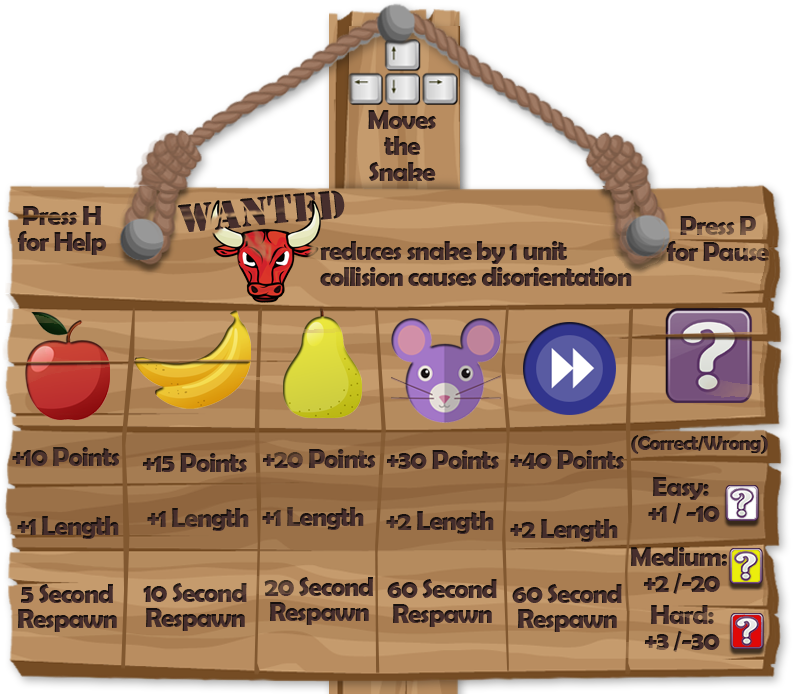 Moves
the
Snake
Press H
for Help
WANTED
reduces snake by 1 unit
collision causes disorientation
Press P
for Pause
?
+10 Points
+15 Points
+20 Points
+30 Points
+40 Points
(Correct/Wrong)
+1 Length
+1 Length
+1 Length
+2 Length
+2 Length
Easy:
+1 / -10
?
5 Second
Respawn
10 Second
Respawn
20 Second
Respawn
60 Second
Respawn
60 Second
Respawn
Medium:
+2 /-20
?
Hard:
+3 /-30
?